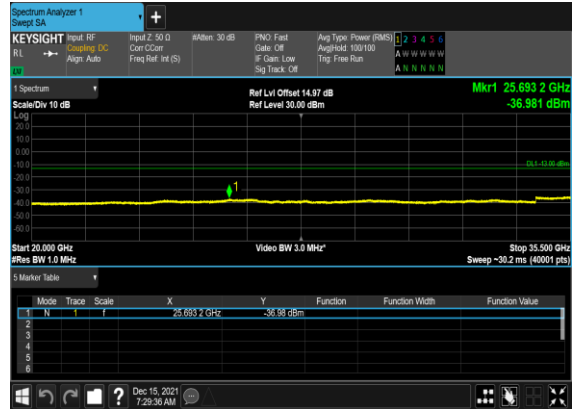 Spectrum Analyzer 1
Swept SA
KEYSIGHT Input: RF Input Z: 50 Ω #Atten: 30 dB PNO: Fast Avg Type: Power (RMS) 1 2 3 4 5 6
RL Coupling: DC Corr CCorr Gate: Off Avg|Hold: 100/100 A W W W W W
Align: Auto Freq Ref: Int (S) IF Gain: Low Trig: Free Run
Sig Track: Off A N N N N N
1 Spectrum Ref Lvl Offset 14.97 dB Mkr1 25.693 2 GHz
Scale/Div 10 dB Ref Level 30.00 dBm -36.981 dBm
Log
20.0
10.0
0.00
-10.0
DL1 -13.00 dBm
-20.0
-30.0
1
-40.0
-50.0
-60.0
Start 20.000 GHz Video BW 3.0 MHz* Stop 35.500 GHz
#Res BW 1.0 MHz Sweep ~30.2 ms (40001 pts)
5 Marker Table
Mode Trace Scale X Y Function Function Width Function Value
1 N 1 f 25.693 2 GHz -36.98 dBm
2
3
4
5
6
? Dec 15, 2021
7:29:36 AM